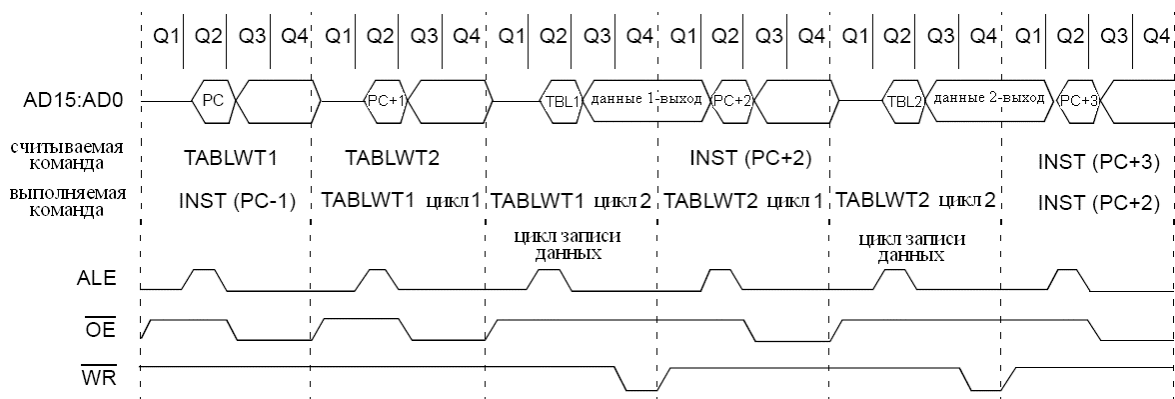 Q1 Q2 Q3 Q4 Q1 Q2 Q3 Q4 Q1 Q2 Q3 Q4 Q1 Q2 Q3 Q4 Q1 Q2 Q3 Q4 Q1 Q2 Q3 Q4
AD15:AD0 PC PC+1 TBL1 данные 1-выход PC+2 TBL2 данные 2-выход PC+3
считываемая
команда
TABLWT1 TABLWT2 INST (PC+2) INST (PC+3)
выполняемая
команда
INST (PC-1) TABLWT1 цикл 1 TABLWT1 цикл 2 TABLWT2 цикл 1 TABLWT2 цикл 2 INST (PC+2)
цикл записи
данных
цикл записи
данных
ALE
OE
WR